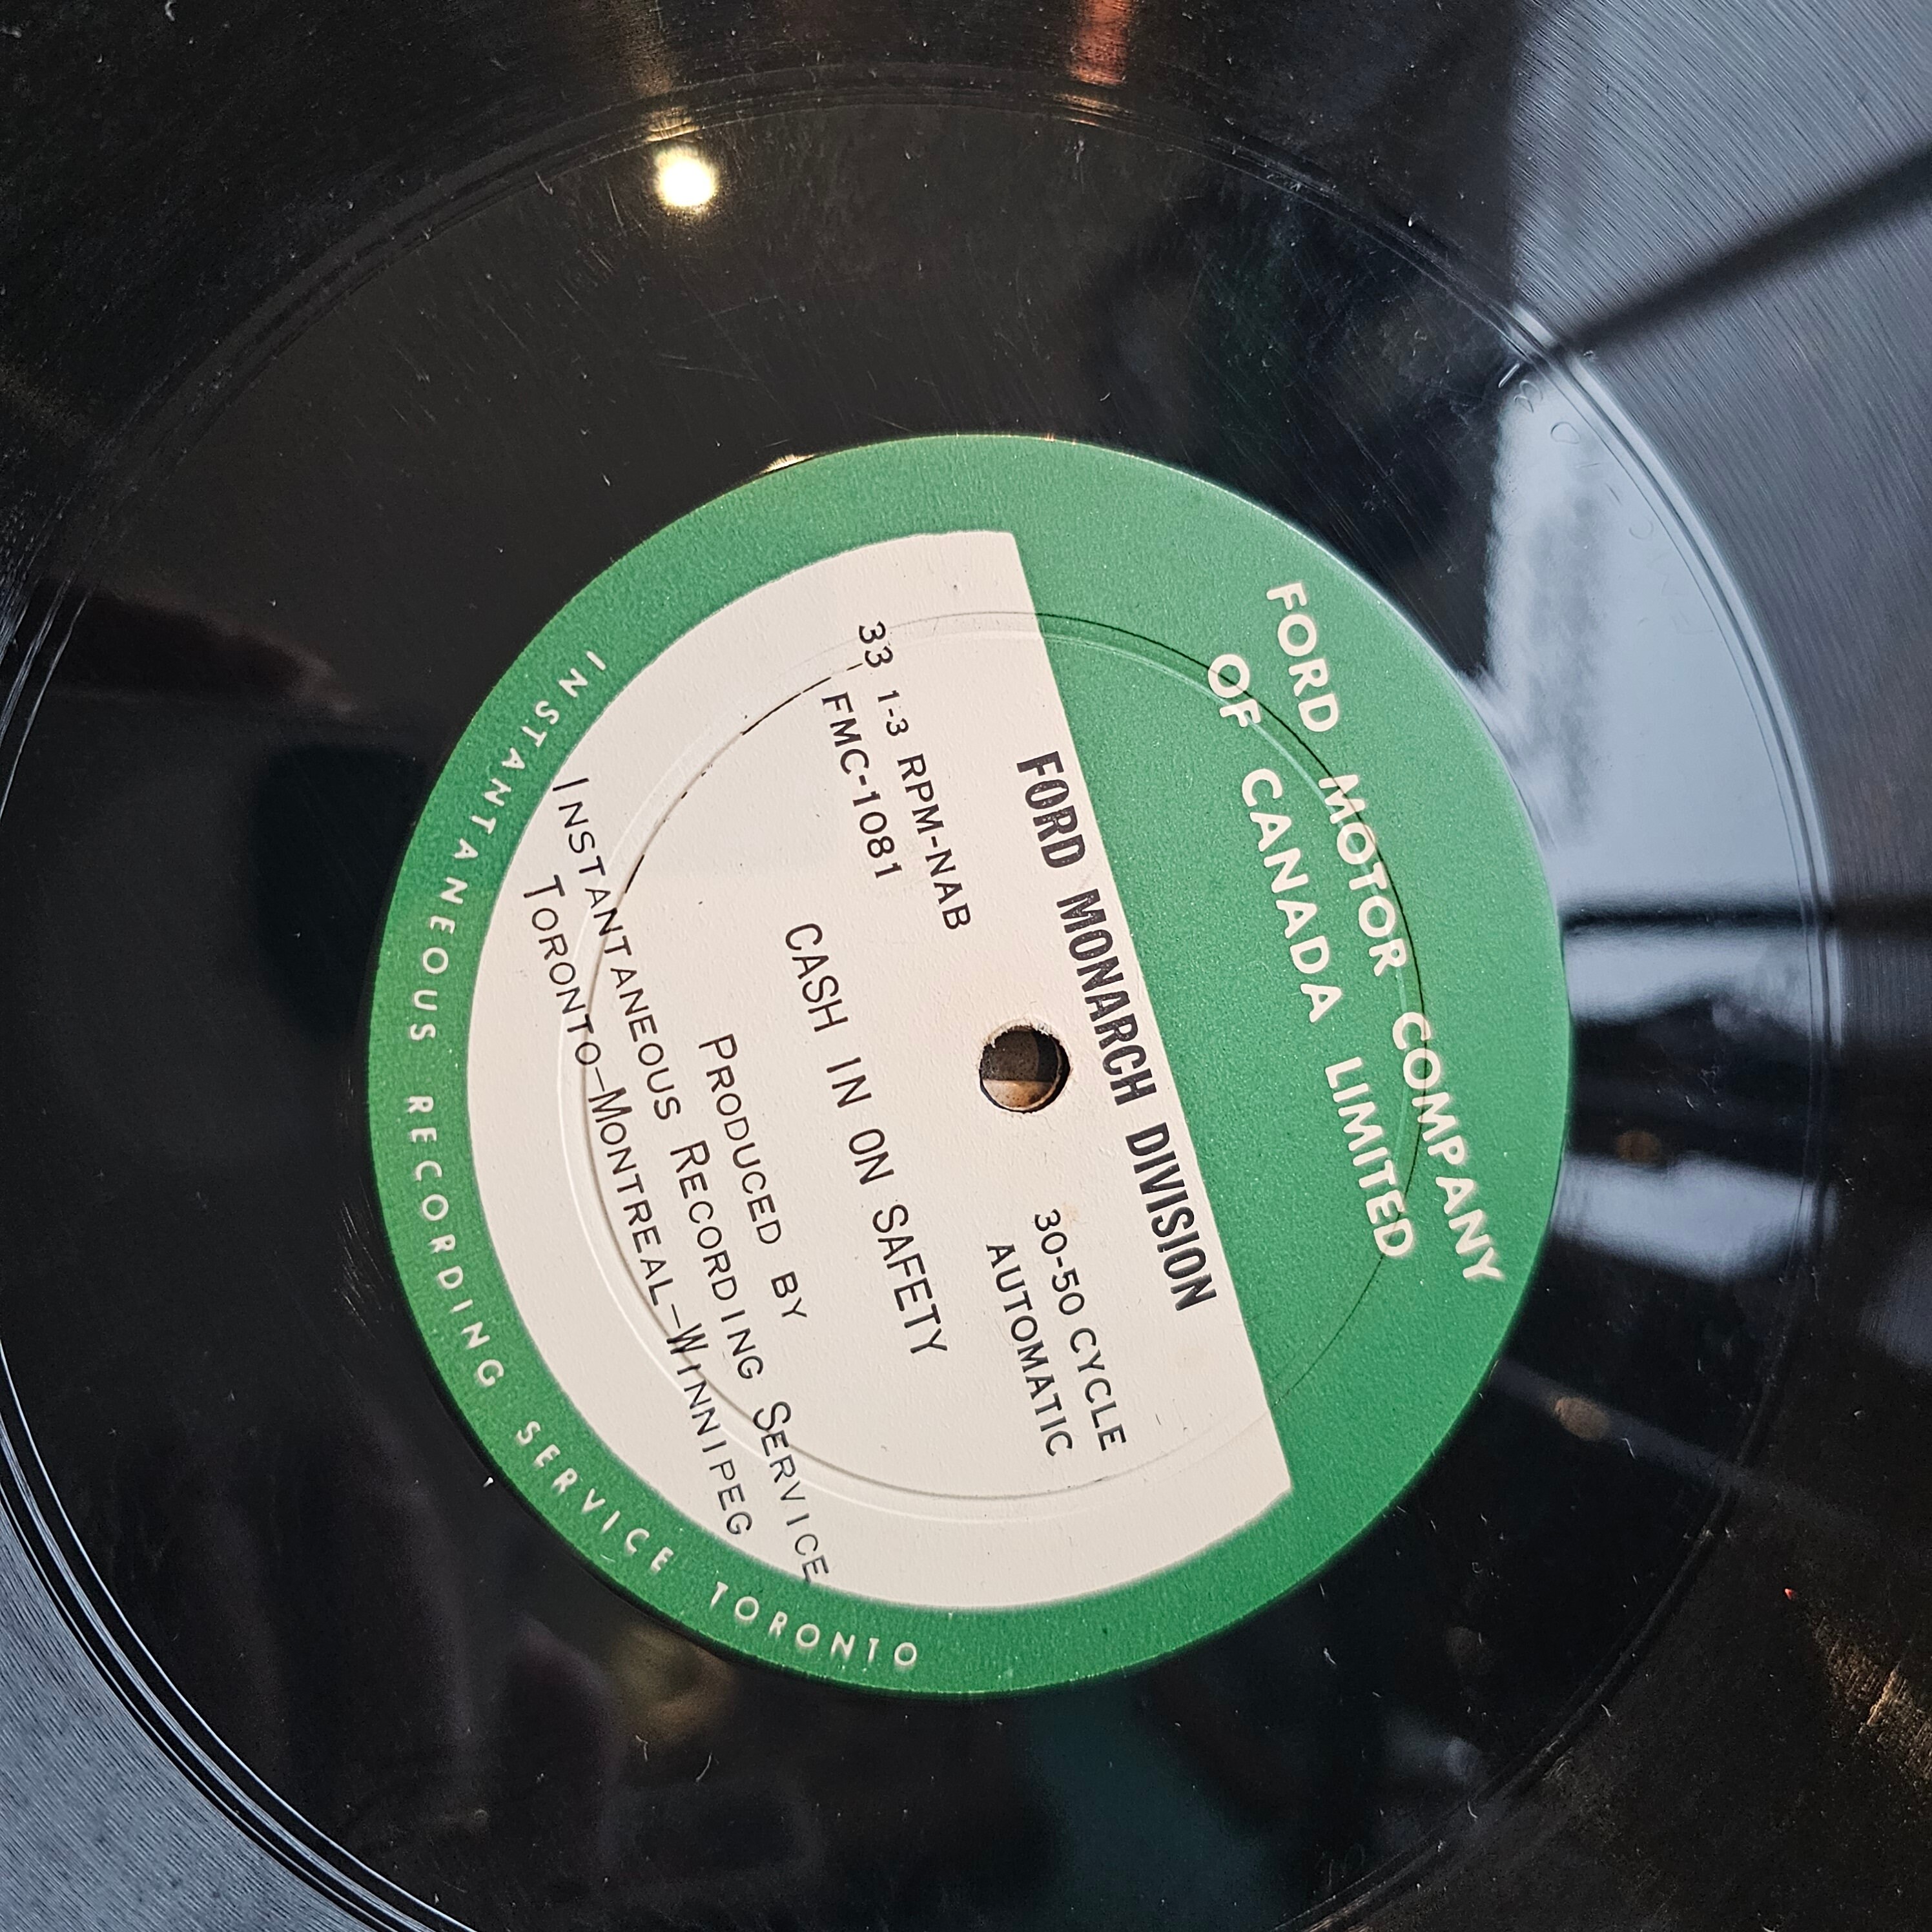 FORD MOTOR COMPANY
OF CANADA LIMITED
FORD MONARCH DIVISION
33 1-3 RPM-NAB
FMC-1081
30-50 CYCLE
AUTOMATIC
CASH IN ON SAFETY
PRODUCED BY
INSTANTANEOUS RECORDING SERVICE
TORONTO—MONTREAL—WINNIPEG
INSTANTANEOUS RECORDING SERVICE TORONTO